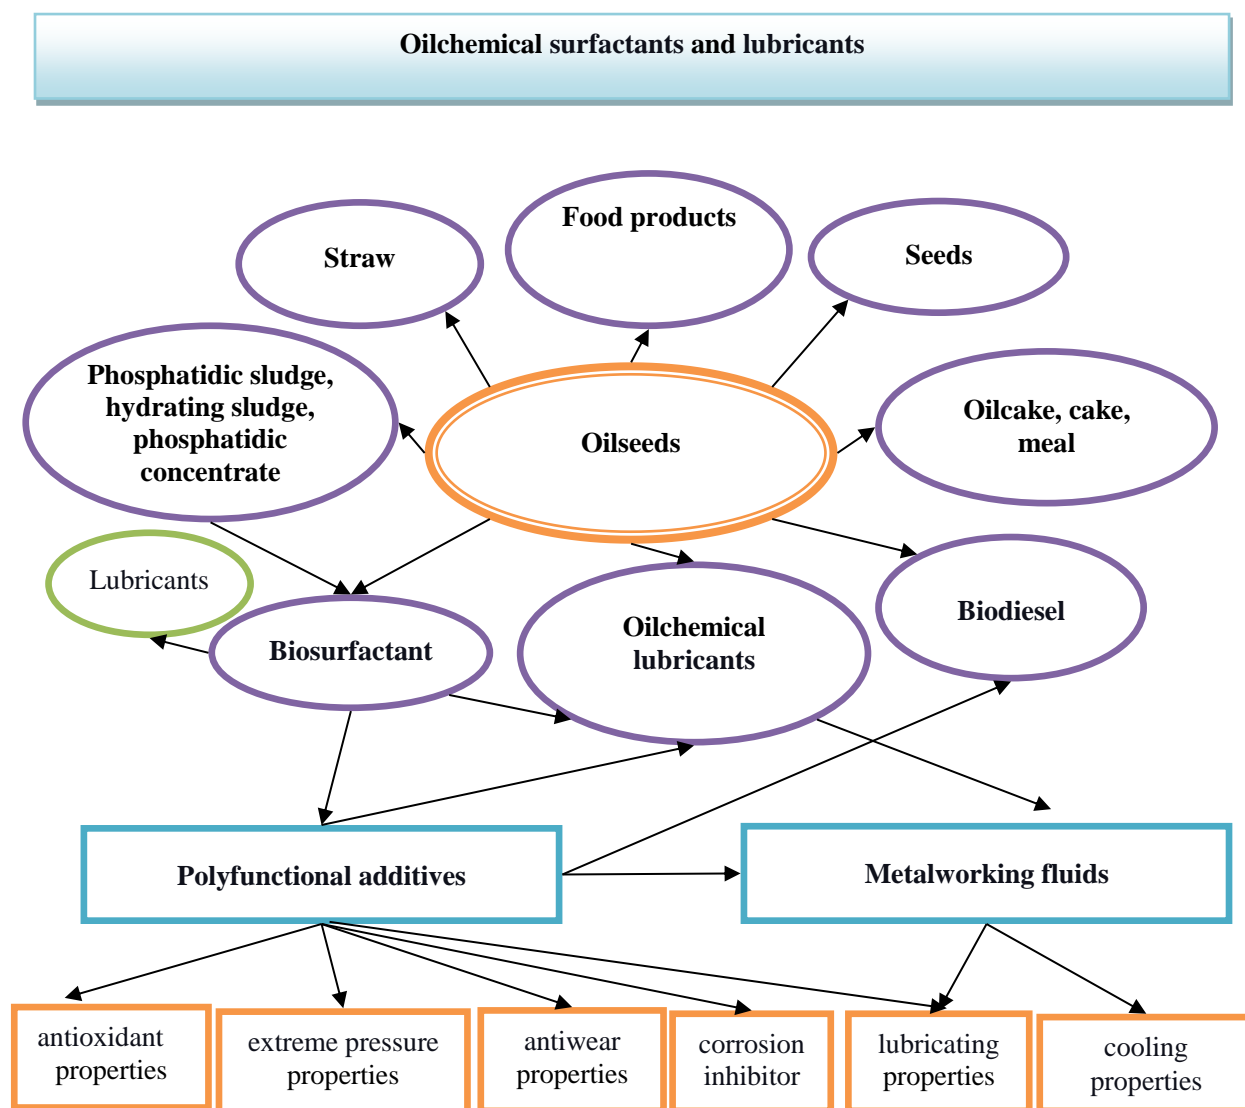 Oilchemical surfactants and lubricants
Food products
Straw
Seeds
Phosphatidic sludge,
hydrating sludge,
phosphatidic
concentrate
Oilseeds
Oilcake, cake,
meal
Lubricants
Biosurfactant
Oilchemical
lubricants
Biodiesel
Polyfunctional additives
Metalworking fluids
antioxidant
properties
extreme pressure
properties
antiwear
properties
corrosion
inhibitor
lubricating
properties
cooling
properties